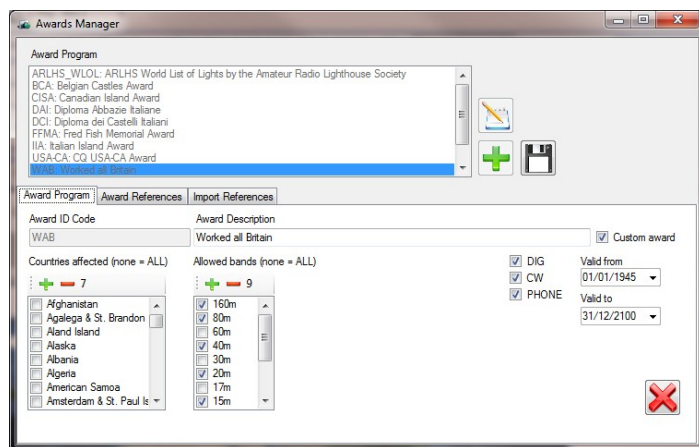 Awards Manager
Award Program
ARLHS_WLOL: ARLHS World List of Lights by the Amateur Radio Lighthouse Society
BCA: Belgian Castles Award
CISA: Canadian Island Award
DAI: Diploma Abbazie Italiane
DCI: Diploma dei Castelli Italiani
FFMA: Fred Fish Memorial Award
IIA: Italian Island Award
USA-CA: CQ USA-CA Award
WAB: Worked all Britain
Award Program Award References Import References
Award ID Code Award Description
WAB Worked all Britain Custom award
Countries affected (none = ALL) Allowed bands (none = ALL) DIG Valid from
7 9 CW 01/01/1945
Afghanistan 160m PHONE Valid to
Agalega & St. Brandon 80m 31/12/2100
Aland Island 60m
Alaska 40m
Albania 30m
Algeria 20m
American Samoa 17m
Amsterdam & St. Paul Is 15m